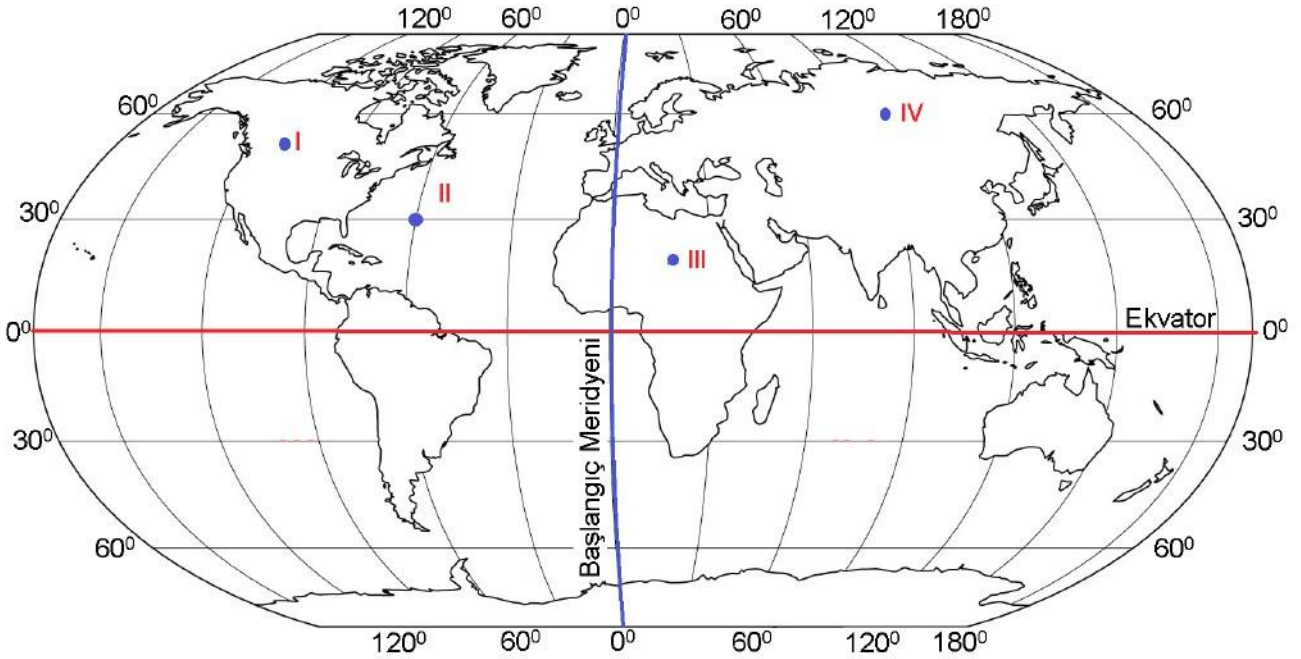 120⁰ 60⁰ 0⁰ 60⁰ 120⁰ 180⁰
60⁰ IV 60⁰
I
II
30⁰ 30⁰
III
0⁰ Ekvator 0⁰
Başlangıç Meridyeni
30⁰ 30⁰
60⁰ 60⁰
120⁰ 60⁰ 0⁰ 60⁰ 120⁰ 180⁰